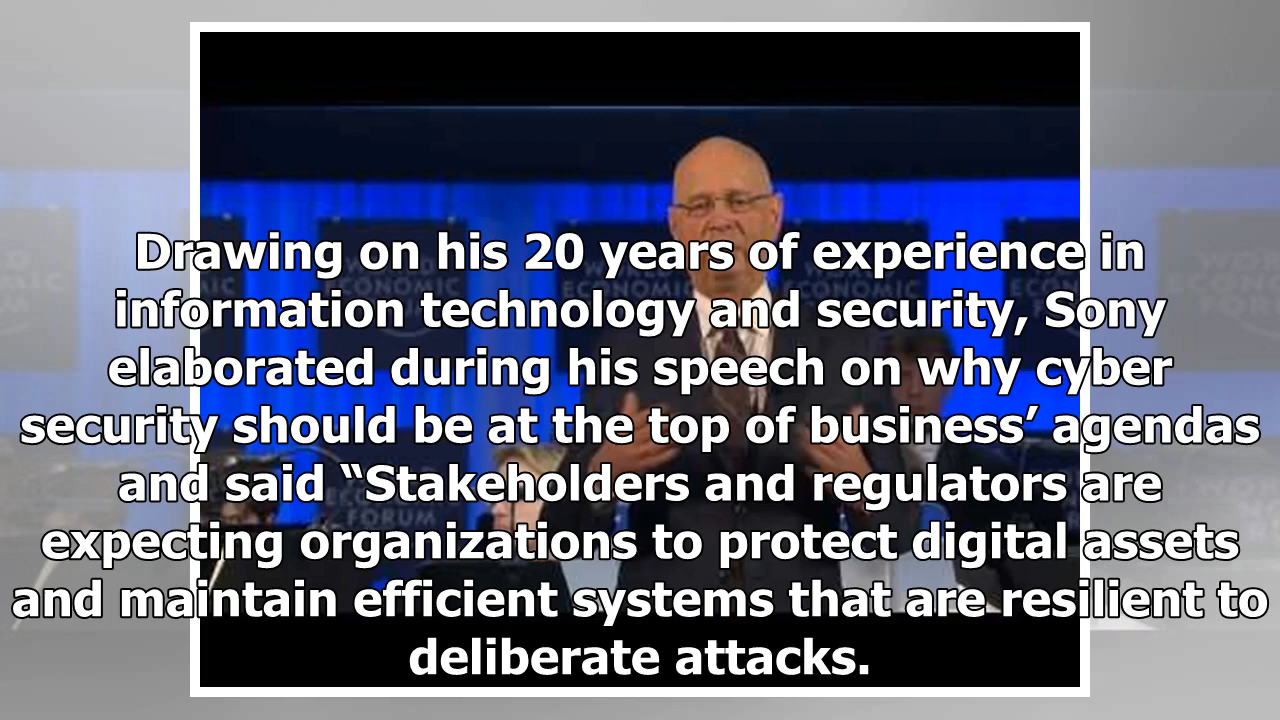 Drawing on his 20 years of experience in
information technology and security, Sony
elaborated during his speech on why cyber
security should be at the top of business’ agendas
and said “Stakeholders and regulators are
expecting organizations to protect digital assets
and maintain efficient systems that are resilient to
deliberate attacks.
ECONOMIC
FORUM